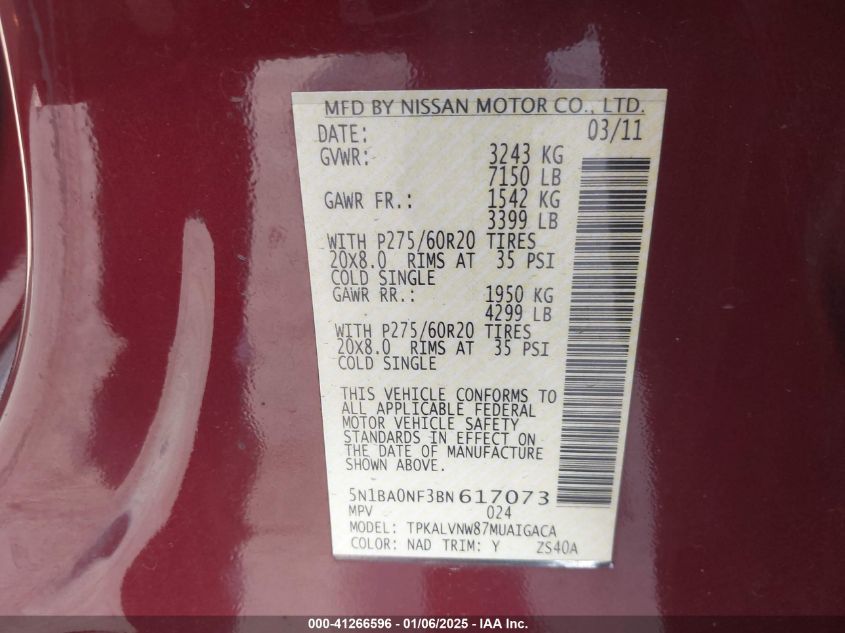 MFD BY NISSAN MOTOR CO., LTD.
DATE: 03/11
GVWR: 3243 KG
7150 LB
GAWR FR.: 1542 KG
3399 LB
WITH P275/60R20 TIRES
20X8.0 RIMS AT 35 PSI
COLD SINGLE
GAWR RR.: 1950 KG
4299 LB
WITH P275/60R20 TIRES
20X8.0 RIMS AT 35 PSI
COLD SINGLE
THIS VEHICLE CONFORMS TO
ALL APPLICABLE FEDERAL
MOTOR VEHICLE SAFETY
STANDARDS IN EFFECT ON
THE DATE OF MANUFACTURE
SHOWN ABOVE.
5N1BA0NF3BN617073
MPV 024
MODEL: TPKALVNW87MUAIGACA
COLOR: NAD TRIM: Y ZS40A
000-41266596 - 01/06/2025 - IAA Inc.